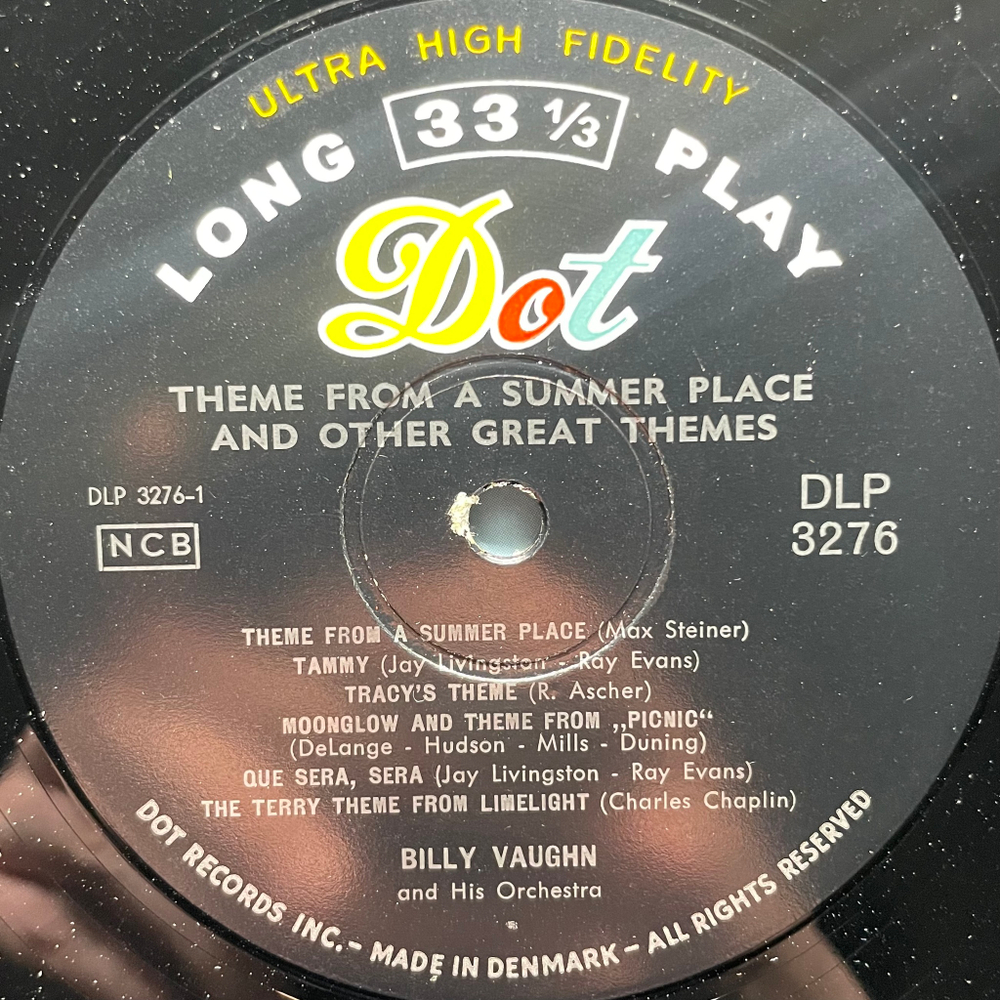 ULTRA HIGH FIDELITY
LONG 33 1/3 PLAY
Dot
THEME FROM A SUMMER PLACE
AND OTHER GREAT THEMES
DLP 3276-1
NCB
DLP
3276
THEME FROM A SUMMER PLACE (Max Steiner)
TAMMY (Jay Livingston - Ray Evans)
TRACY'S THEME (R. Ascher)
MOONGLOW AND THEME FROM „PICNIC“
(DeLange - Hudson - Mills - Duning)
QUE SERA, SERA (Jay Livingston - Ray Evans)
THE TERRY THEME FROM LIMELIGHT (Charles Chaplin)
BILLY VAUGHN
and His Orchestra
DOT RECORDS INC. - MADE IN DENMARK - ALL RIGHTS RESERVED